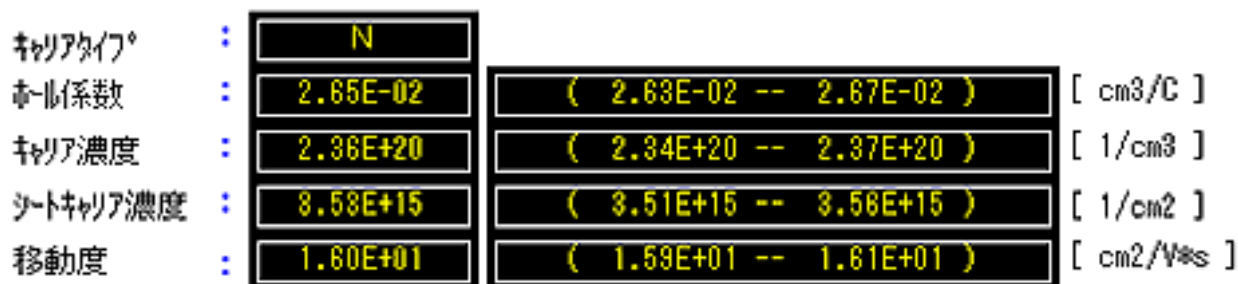 ｷｬﾘｱﾀｲﾌﾟ : N
ﾎｰﾙ係数 : 2.65E-02 ( 2.63E-02 -- 2.67E-02 ) [ cm3/C ]
ｷｬﾘｱ濃度 : 2.36E+20 ( 2.34E+20 -- 2.37E+20 ) [ 1/cm3 ]
ｼｰﾄｷｬﾘｱ濃度 : 3.53E+15 ( 3.51E+15 -- 3.56E+15 ) [ 1/cm2 ]
移動度 : 1.60E+01 ( 1.59E+01 -- 1.61E+01 ) [ cm2/V*s ]